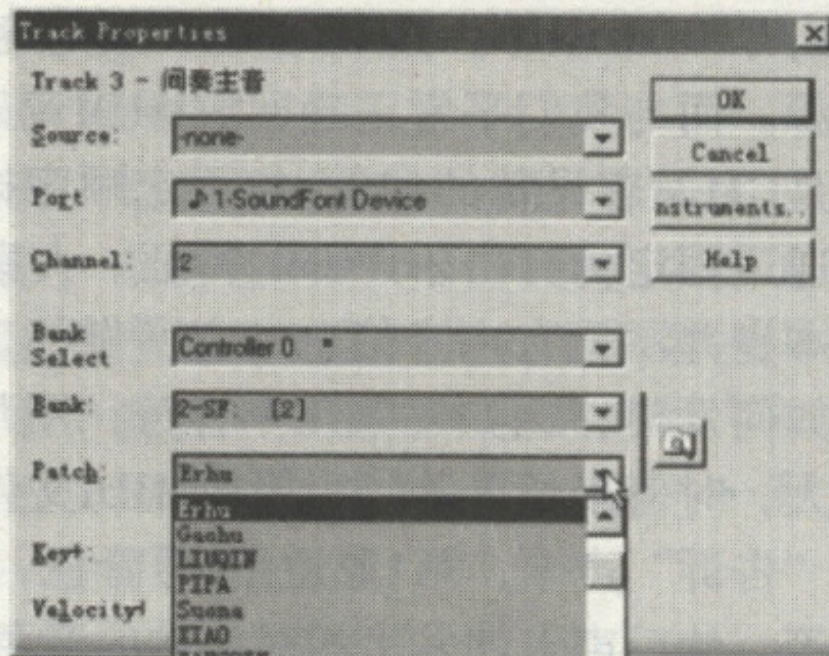 Track Properties
Track 3 - 间奏主音
Source: -none-
OK
Cancel
Port 1-SoundFont Device
nstruments..
Channel: 2
Help
Bank
Select Controller 0 *
Bank: 2-SF: [2]
Patch: Erhu
Erhu
Gaohu
LIUQIN
PIPA
Suona
XIAO
Key+:
Velocity+